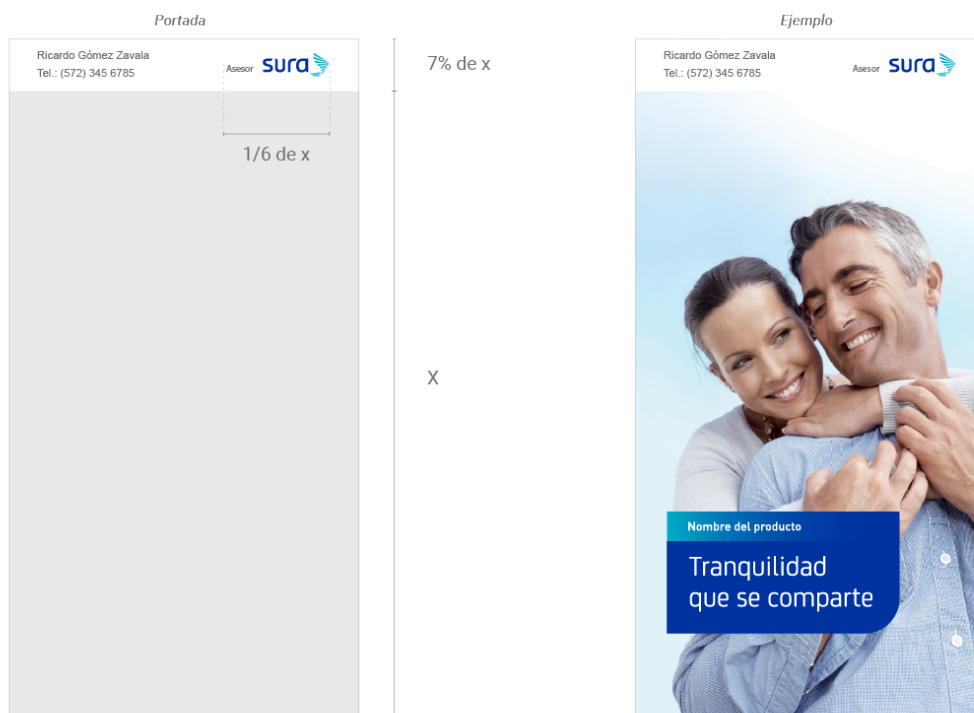 Portada
Ricardo Gómez Zavala
Tel.: (572) 345 6785
Asesor sura
1/6 de x
7% de x
X
Ejemplo
Ricardo Gómez Zavala
Tel.: (572) 345 6785
Asesor sura
Nombre del producto
Tranquilidad
que se comparte